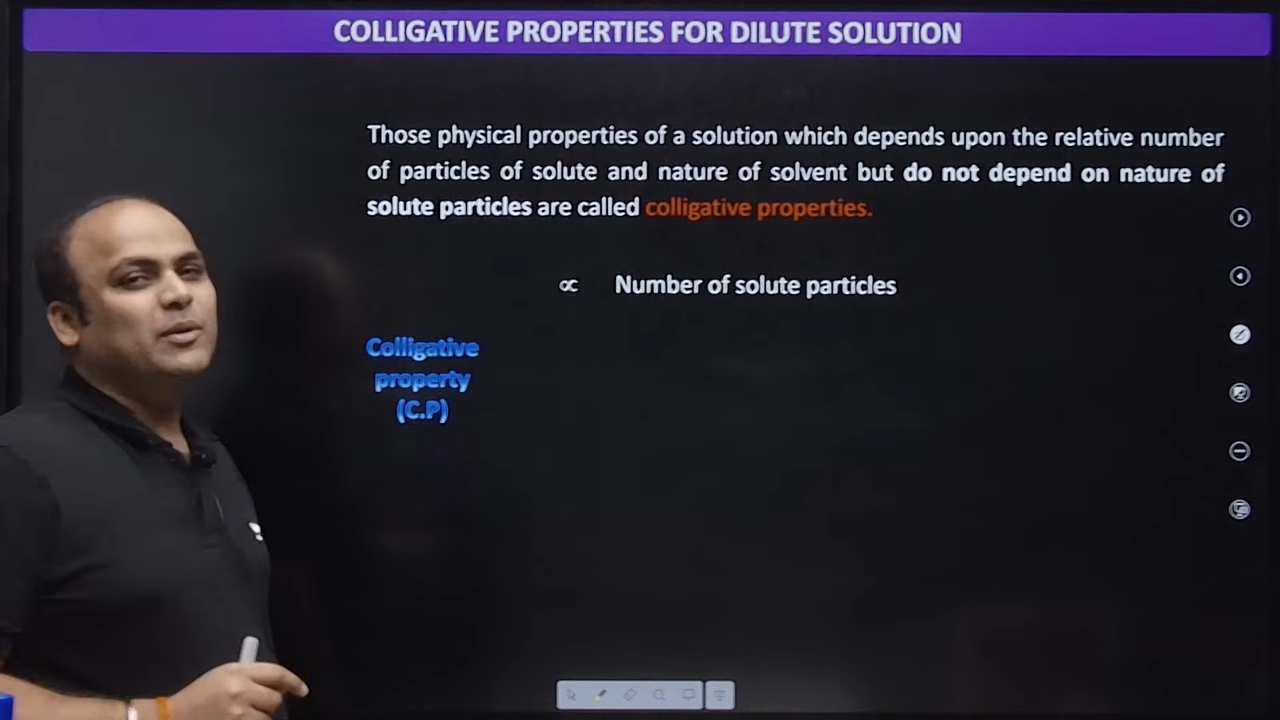 COLLIGATIVE PROPERTIES FOR DILUTE SOLUTION
Those physical properties of a solution which depends upon the relative number
of particles of solute and nature of solvent but do not depend on nature of
solute particles are called colligative properties.
∝ Number of solute particles
Colligative
property
(C.P)